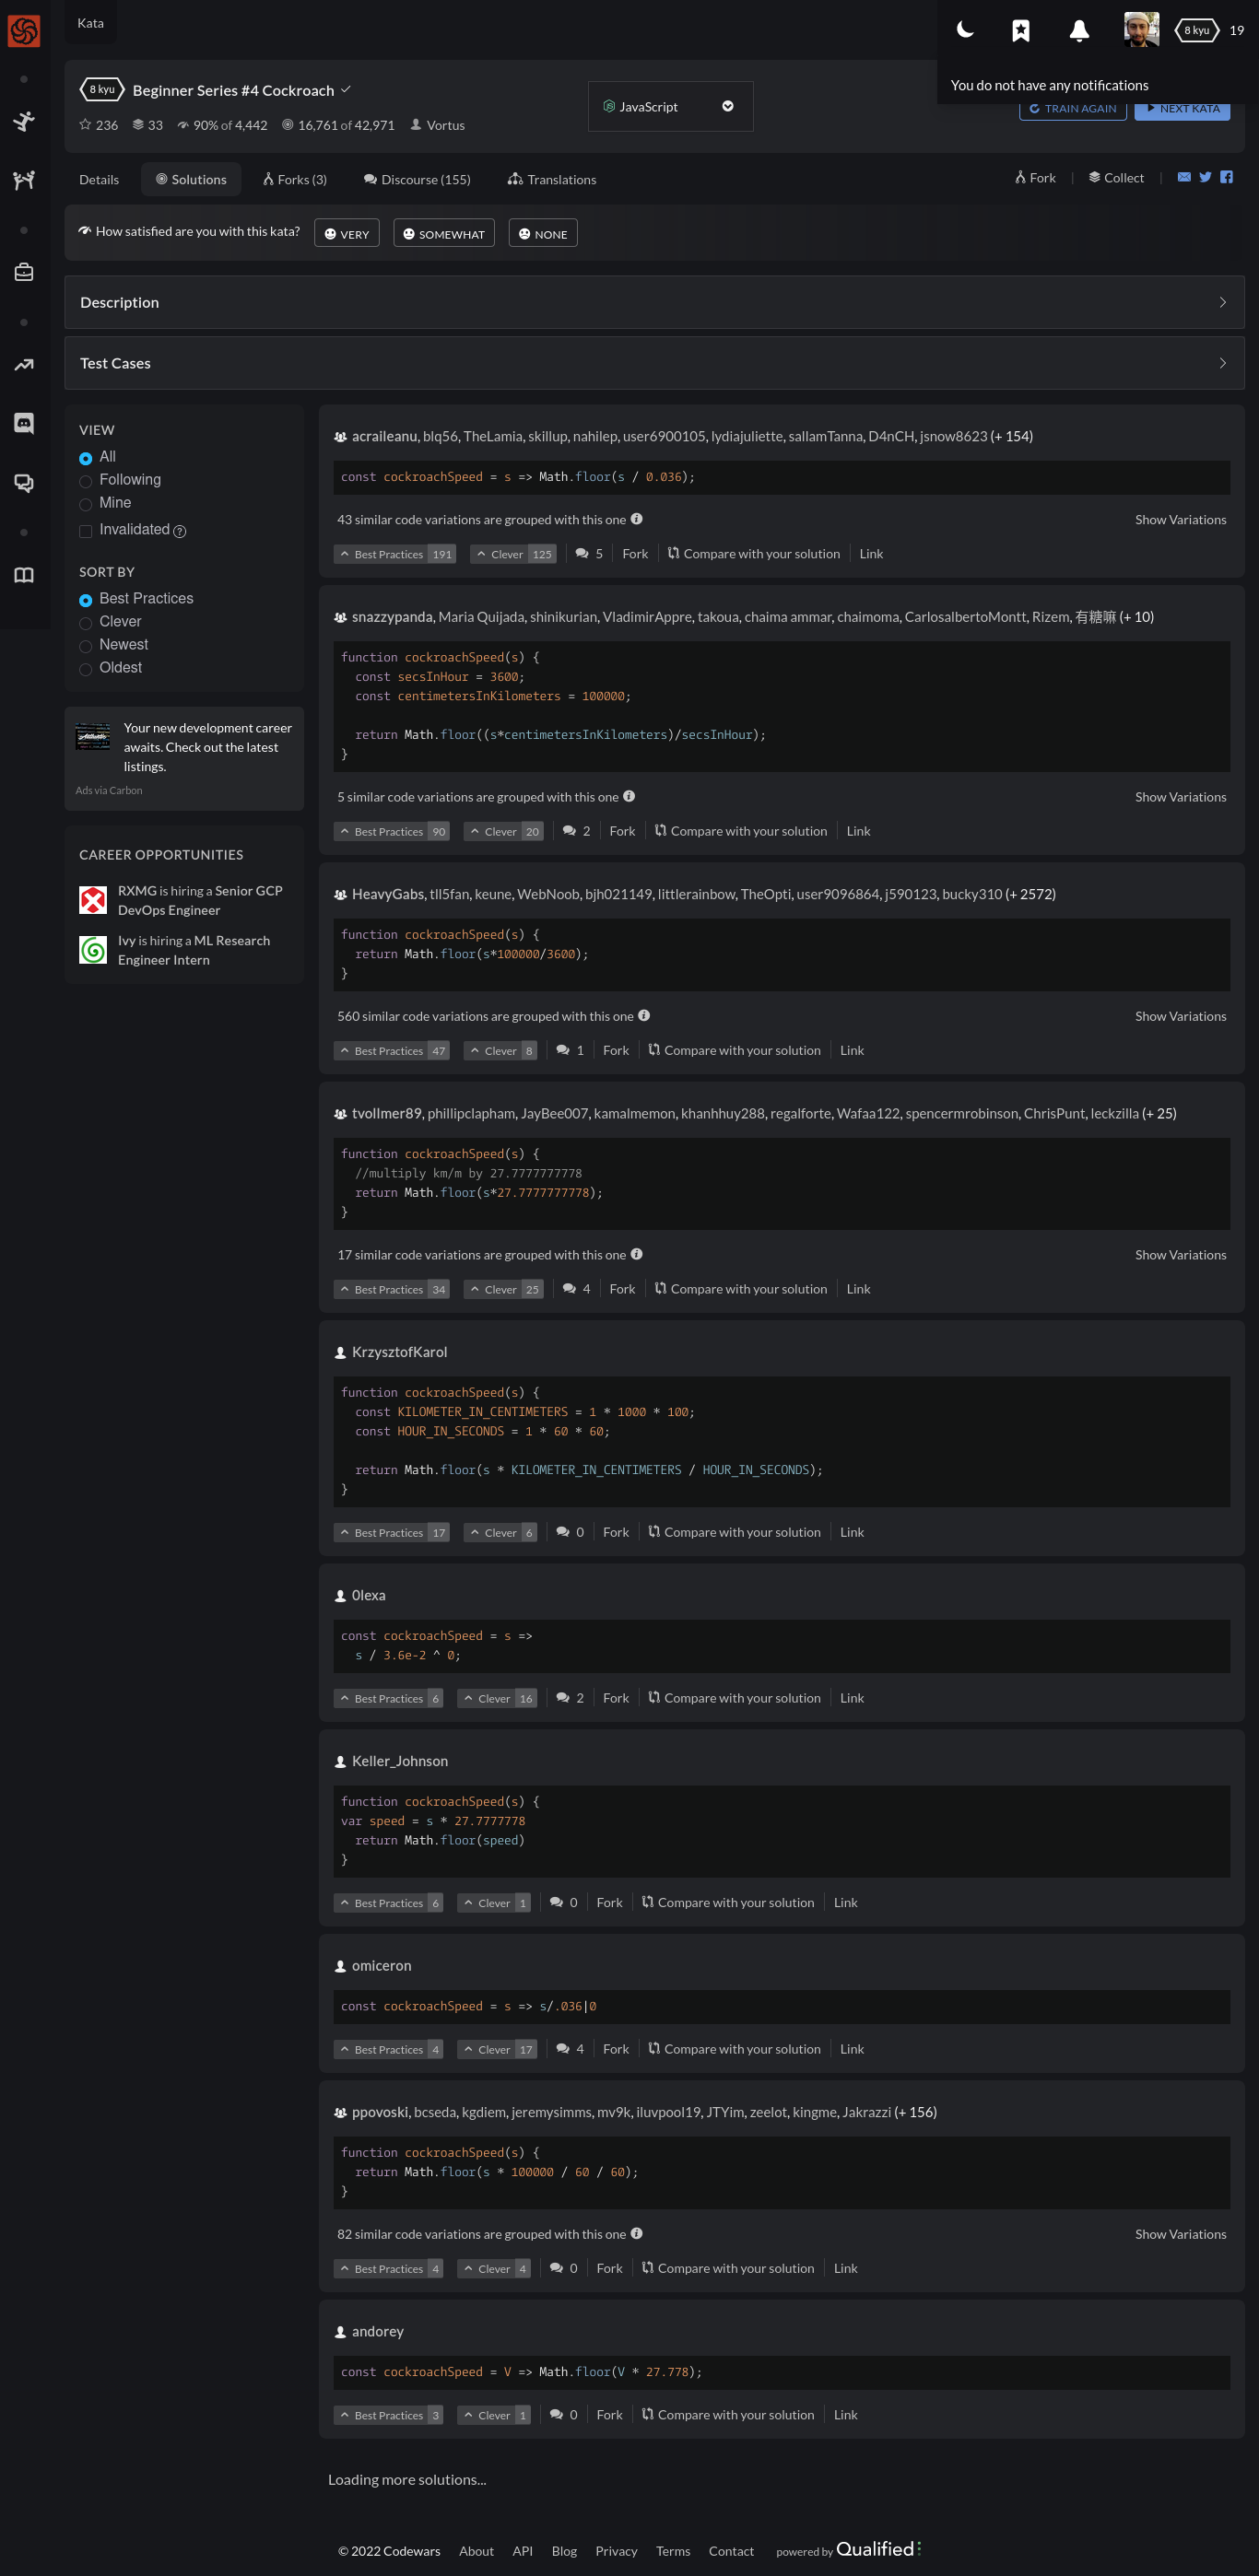 Kata
8 kyu
19
You do not have any notifications
8 kyu Beginner Series #4 Cockroach
236 33 90% of 4,442 16,761 of 42,971 Vortus
JavaScript
TRAIN AGAIN NEXT KATA
Details Solutions Forks (3) Discourse (155) Translations
Fork | Collect |
How satisfied are you with this kata? VERY SOMEWHAT NONE
Description
Test Cases
VIEW
All
Following
Mine
Invalidated
SORT BY
Best Practices
Clever
Newest
Oldest
Your new development career
awaits. Check out the latest
listings.
Ads via Carbon
CAREER OPPORTUNITIES
RXMG is hiring a Senior GCP
DevOps Engineer
Ivy is hiring a ML Research
Engineer Intern
acraileanu, blq56, TheLamia, skillup, nahilep, user6900105, lydiajuliette, sallamTanna, D4nCH, jsnow8623 (+ 154)
const cockroachSpeed = s => Math.floor(s / 0.036);
43 similar code variations are grouped with this one Show Variations
Best Practices 191 Clever 125 5 Fork Compare with your solution Link
snazzypanda, Maria Quijada, shinikurian, VladimirAppre, takoua, chaima ammar, chaimoma, CarlosalbertoMontt, Rizem, 有糖嘛 (+ 10)
function cockroachSpeed(s) {
const secsInHour = 3600;
const centimetersInKilometers = 100000;
return Math.floor((s*centimetersInKilometers)/secsInHour);
}
5 similar code variations are grouped with this one Show Variations
Best Practices 90 Clever 20 2 Fork Compare with your solution Link
HeavyGabs, tll5fan, keune, WebNoob, bjh021149, littlerainbow, TheOpti, user9096864, j590123, bucky310 (+ 2572)
function cockroachSpeed(s) {
return Math.floor(s*100000/3600);
}
560 similar code variations are grouped with this one Show Variations
Best Practices 47 Clever 8 1 Fork Compare with your solution Link
tvollmer89, phillipclapham, JayBee007, kamalmemon, khanhhuy288, regalforte, Wafaa122, spencermrobinson, ChrisPunt, leckzilla (+ 25)
function cockroachSpeed(s) {
//multiply km/m by 27.7777777778
return Math.floor(s*27.7777777778);
}
17 similar code variations are grouped with this one Show Variations
Best Practices 34 Clever 25 4 Fork Compare with your solution Link
KrzysztofKarol
function cockroachSpeed(s) {
const KILOMETER_IN_CENTIMETERS = 1 * 1000 * 100;
const HOUR_IN_SECONDS = 1 * 60 * 60;
return Math.floor(s * KILOMETER_IN_CENTIMETERS / HOUR_IN_SECONDS);
}
Best Practices 17 Clever 6 0 Fork Compare with your solution Link
0lexa
const cockroachSpeed = s =>
s / 3.6e-2 ^ 0;
Best Practices 6 Clever 16 2 Fork Compare with your solution Link
Keller_Johnson
function cockroachSpeed(s) {
var speed = s * 27.7777778
return Math.floor(speed)
}
Best Practices 6 Clever 1 0 Fork Compare with your solution Link
omiceron
const cockroachSpeed = s => s/.036|0
Best Practices 4 Clever 17 4 Fork Compare with your solution Link
ppovoski, bcseda, kgdiem, jeremysimms, mv9k, iluvpool19, JTYim, zeelot, kingme, Jakrazzi (+ 156)
function cockroachSpeed(s) {
return Math.floor(s * 100000 / 60 / 60);
}
82 similar code variations are grouped with this one Show Variations
Best Practices 4 Clever 4 0 Fork Compare with your solution Link
andorey
const cockroachSpeed = V => Math.floor(V * 27.778);
Best Practices 3 Clever 1 0 Fork Compare with your solution Link
Loading more solutions...
© 2022 Codewars About API Blog Privacy Terms Contact powered by Qualified